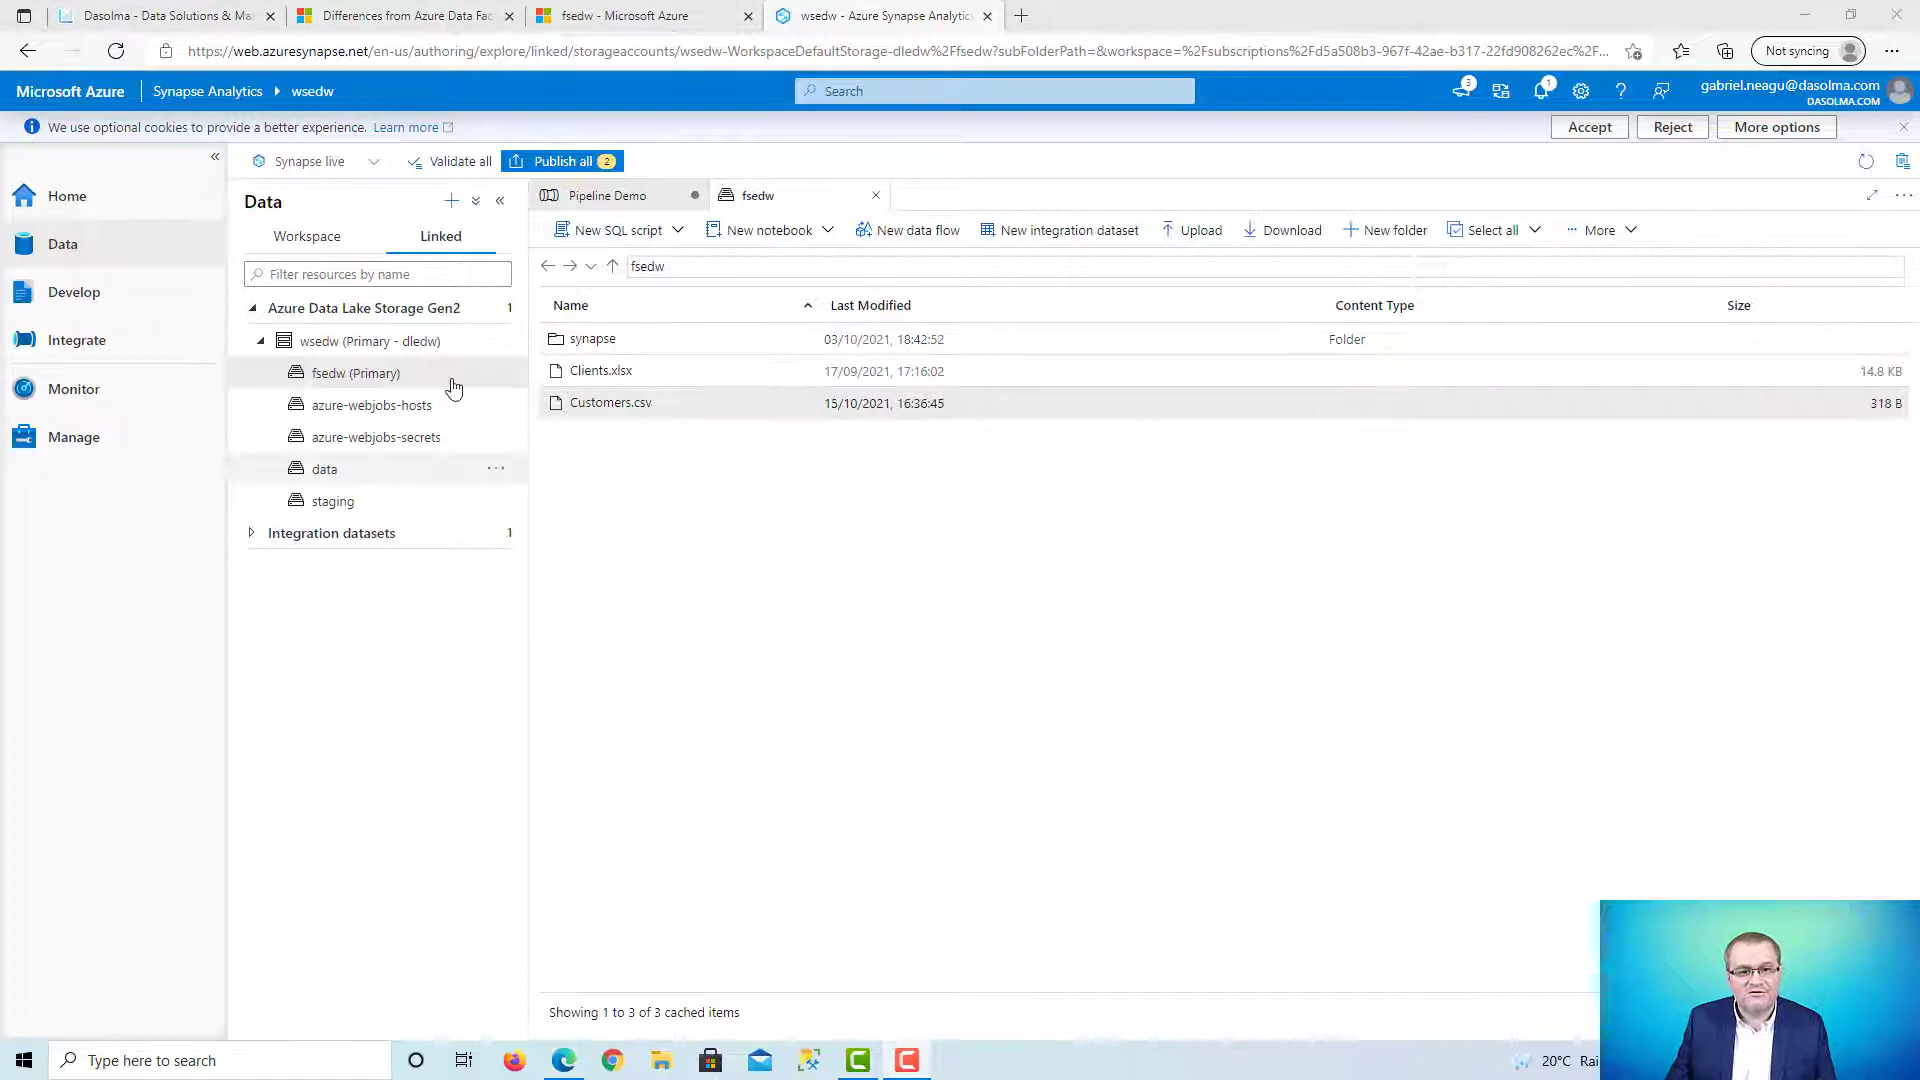 Dasolma - Data Solutions & Mar
Differences from Azure Data Fac
fsedw - Microsoft Azure
wsedw - Azure Synapse Analytics
https://web.azuresynapse.net/en-us/authoring/explore/linked/storageaccounts/wsedw-WorkspaceDefaultStorage-dledw%2Ffsedw?subFolderPath=&workspace=%2Fsubscriptions%2Fd5a508b3-967f-42ae-b317-22fd908262ec%2F...
Not syncing
Microsoft Azure
Synapse Analytics
wsedw
Search
3
1
gabriel.neagu@dasolma.com
DASOLMA.COM
We use optional cookies to provide a better experience. Learn more
Accept
Reject
More options
Synapse live
Validate all
Publish all 2
Home
Data
Develop
Integrate
Monitor
Manage
Data
Workspace
Linked
Filter resources by name
Azure Data Lake Storage Gen2 1
wsedw (Primary - dledw)
fsedw (Primary)
azure-webjobs-hosts
azure-webjobs-secrets
data
staging
Integration datasets 1
Pipeline Demo
fsedw
New SQL script
New notebook
New data flow
New integration dataset
Upload
Download
New folder
Select all
More
fsedw
Name Last Modified Content Type Size
synapse 03/10/2021, 18:42:52 Folder
Clients.xlsx 17/09/2021, 17:16:02 14.8 KB
Customers.csv 15/10/2021, 16:36:45 318 B
Showing 1 to 3 of 3 cached items
Type here to search
20°C Rai